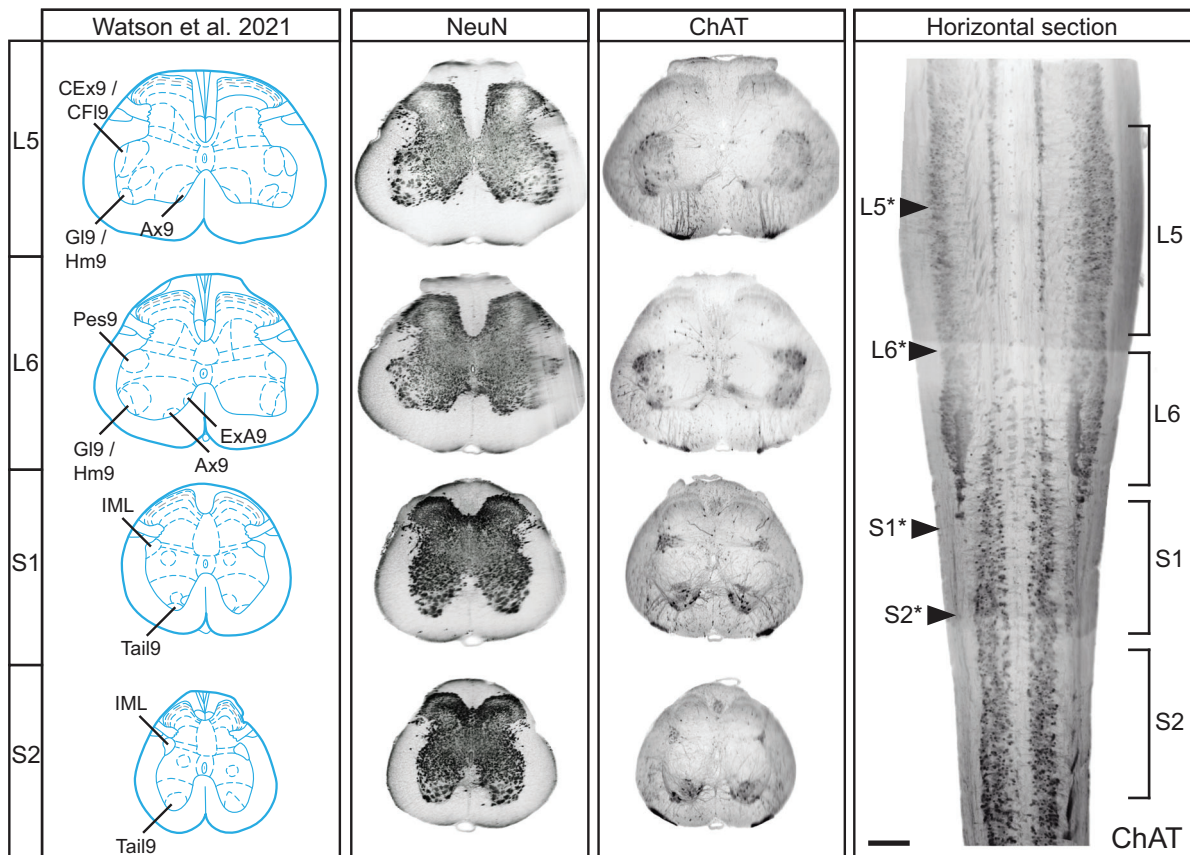 Watson et al. 2021
NeuN
ChAT
Horizontal section
L5
CEx9 /
CFl9
Gl9 /
Hm9
Ax9
L5*
L5
L6
Pes9
Gl9 /
Hm9
Ax9
ExA9
L6*
L6
S1
IML
Tail9
S1*
S1
S2*
S2
IML
Tail9
S2
ChAT